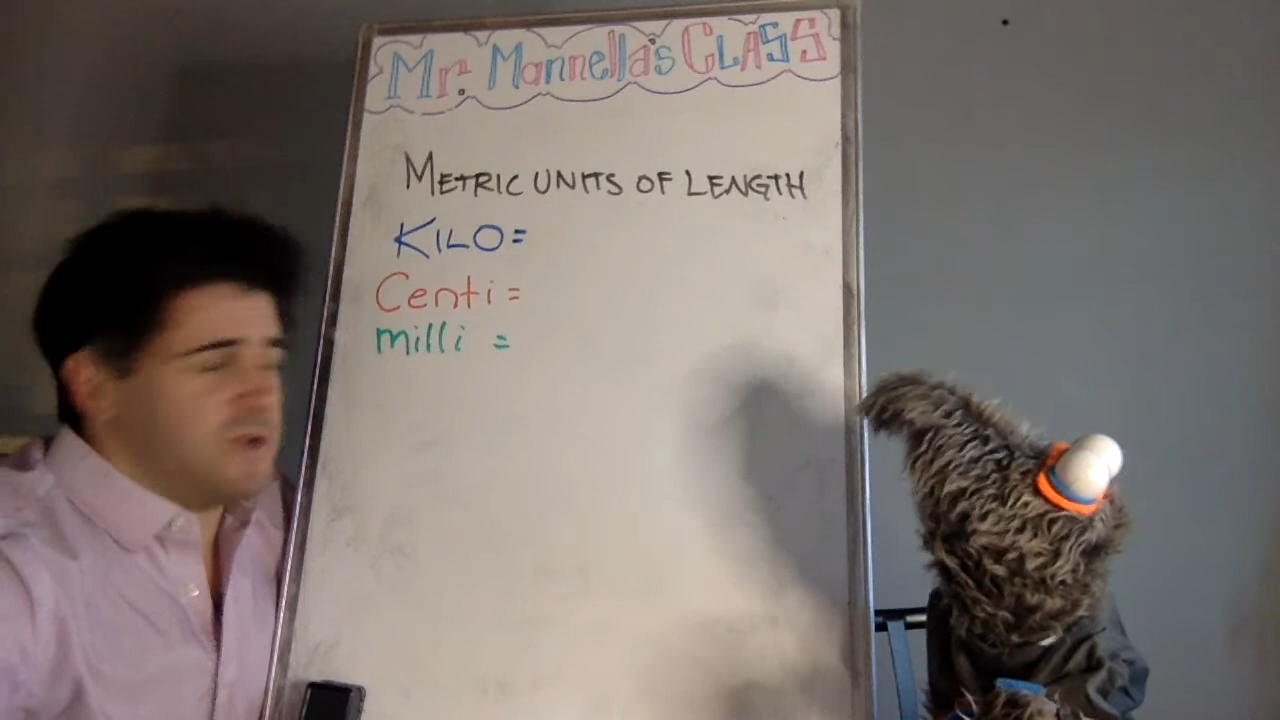 Mr. Mannella's CLASS
METRIC UNITS OF LENGTH
KILO=
Centi=
milli =